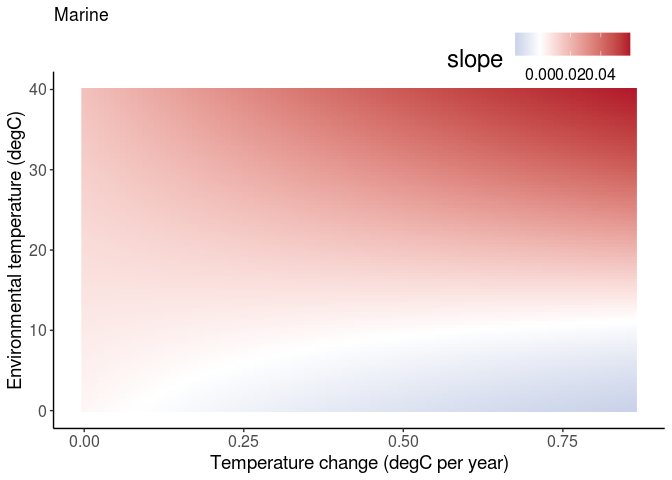 Marine
slope
0.000.020.04
40
30
20
10
0
Environmental temperature (degC)
0.00
0.25
0.50
0.75
Temperature change (degC per year)